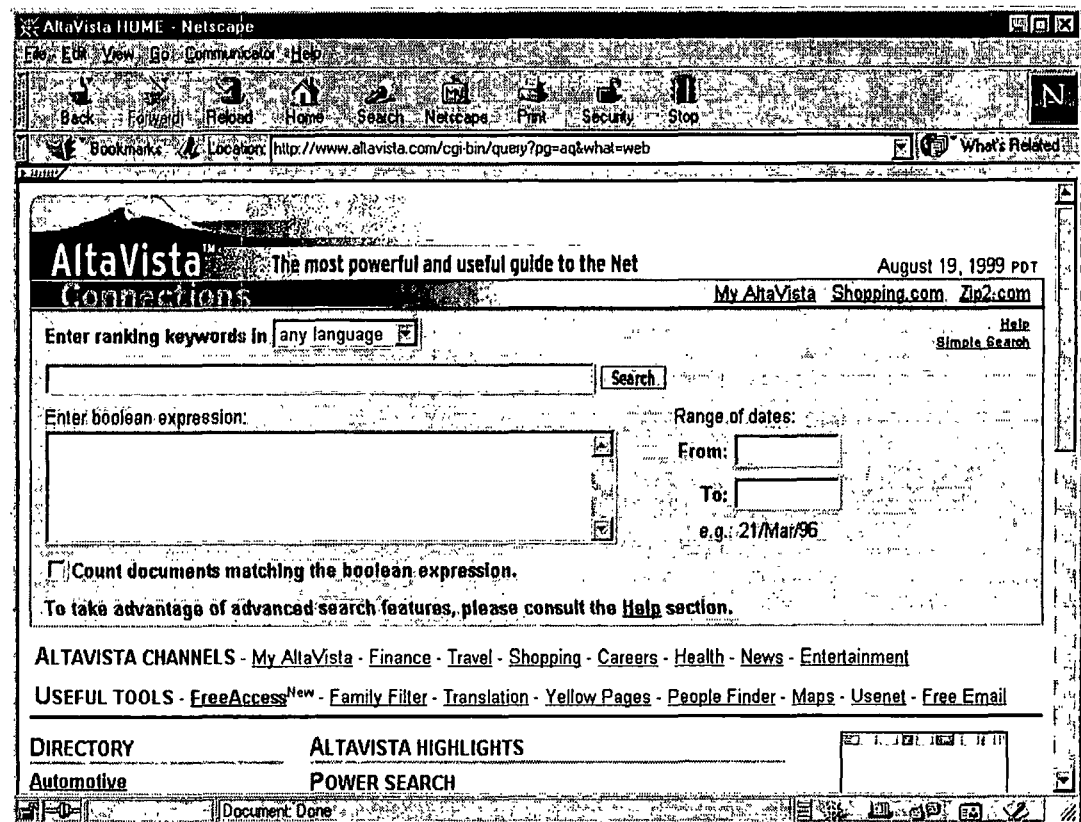 AltaVista HOME - Netscape
File Edit View Go Communicator Help
Back Forward Reload Home Search Netscape Print Security Stop
Bookmarks Location: http://www.altavista.com/cgi-bin/query?pg=aq&what=web What's Related
AltaVista™ The most powerful and useful guide to the Net August 19, 1999 PDT
Connections My AltaVista Shopping.com Zip2.com
Enter ranking keywords in any language Help
Simple Search
Search
Enter boolean expression: Range of dates:
From:
To:
e.g.: 21/Mar/96
Count documents matching the boolean expression.
To take advantage of advanced search features, please consult the Help section.
ALTAVISTA CHANNELS - My AltaVista - Finance - Travel - Shopping - Careers - Health - News - Entertainment
USEFUL TOOLS - FreeAccess New - Family Filter - Translation - Yellow Pages - People Finder - Maps - Usenet - Free Email
DIRECTORY ALTAVISTA HIGHLIGHTS
Automotive POWER SEARCH
Document: Done